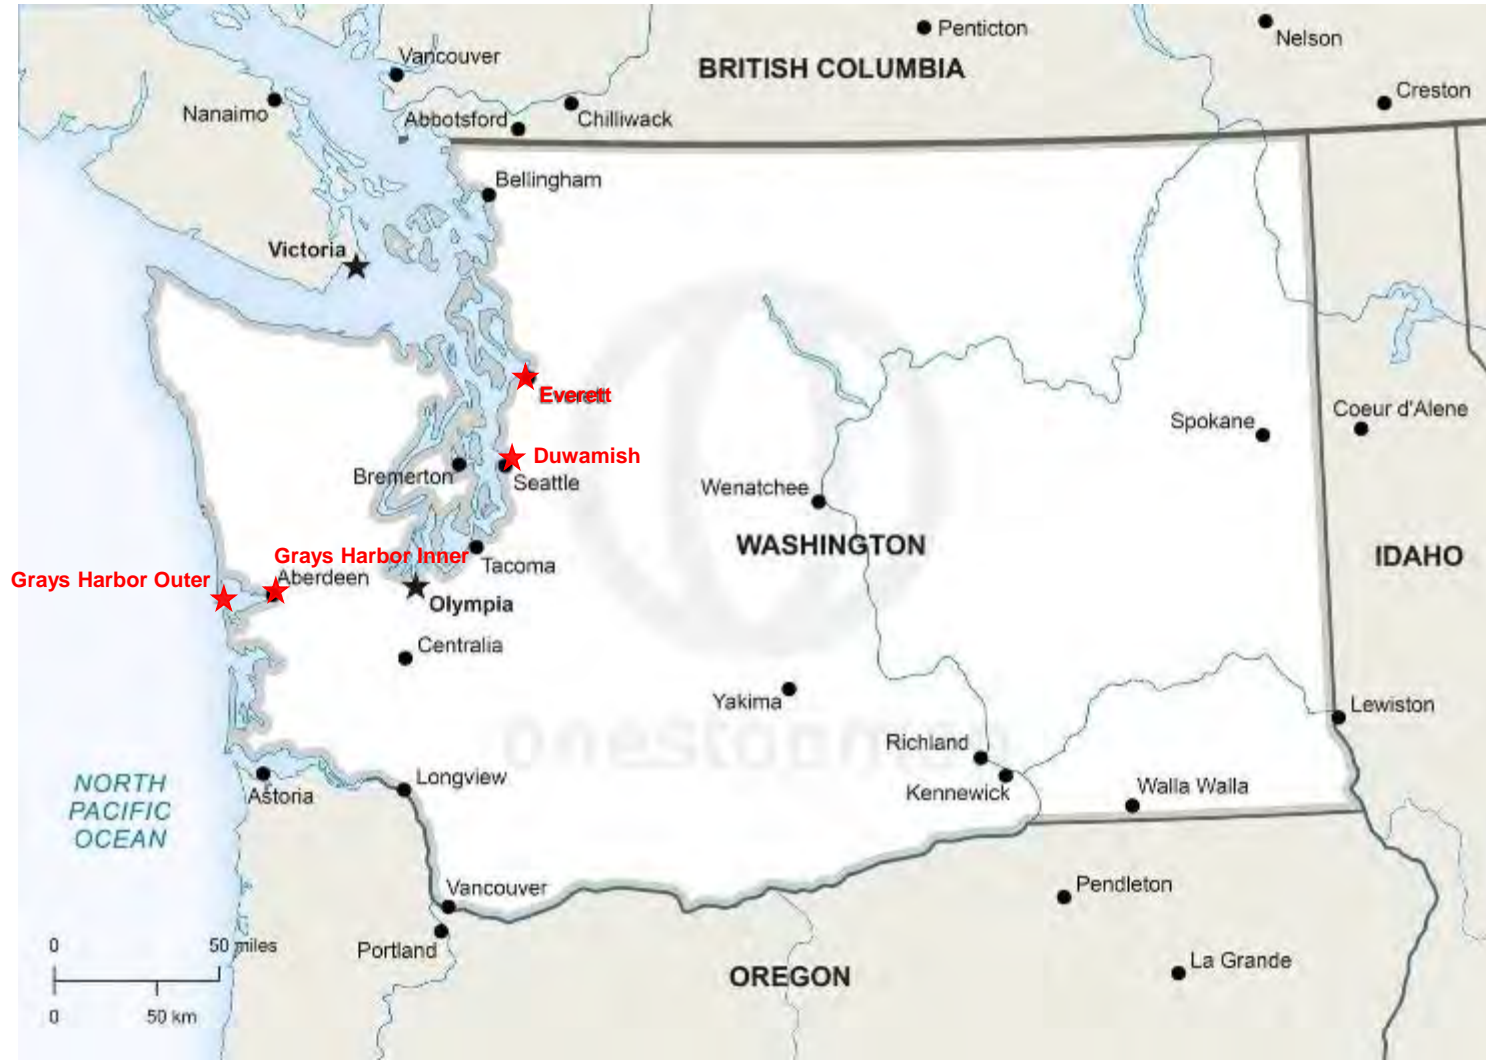 Penticton
Nelson
Vancouver
BRITISH COLUMBIA
Creston
Nanaimo
Abbotsford
Chilliwack
Bellingham
Victoria
Everett
Coeur d'Alene
Spokane
Duwamish
Bremerton
Seattle
Wenatchee
WASHINGTON
IDAHO
Grays Harbor Inner
Tacoma
Grays Harbor Outer
Aberdeen
Olympia
Centralia
Yakima
Lewiston
Richland
Longview
Kennewick
Walla Walla
Astoria
NORTH
PACIFIC
OCEAN
Vancouver
Pendleton
Portland
0 50 miles
La Grande
OREGON
0 50 km